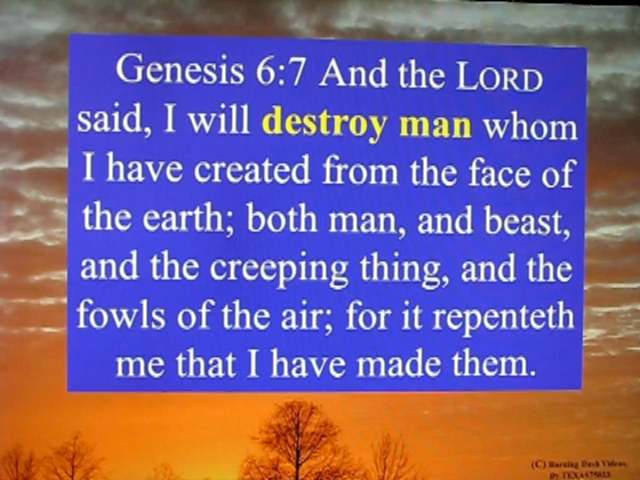 Genesis 6:7 And the LORD
said, I will destroy man whom
I have created from the face of
the earth; both man, and beast,
and the creeping thing, and the
fowls of the air; for it repenteth
me that I have made them.
(C) Burning Bush Videos.